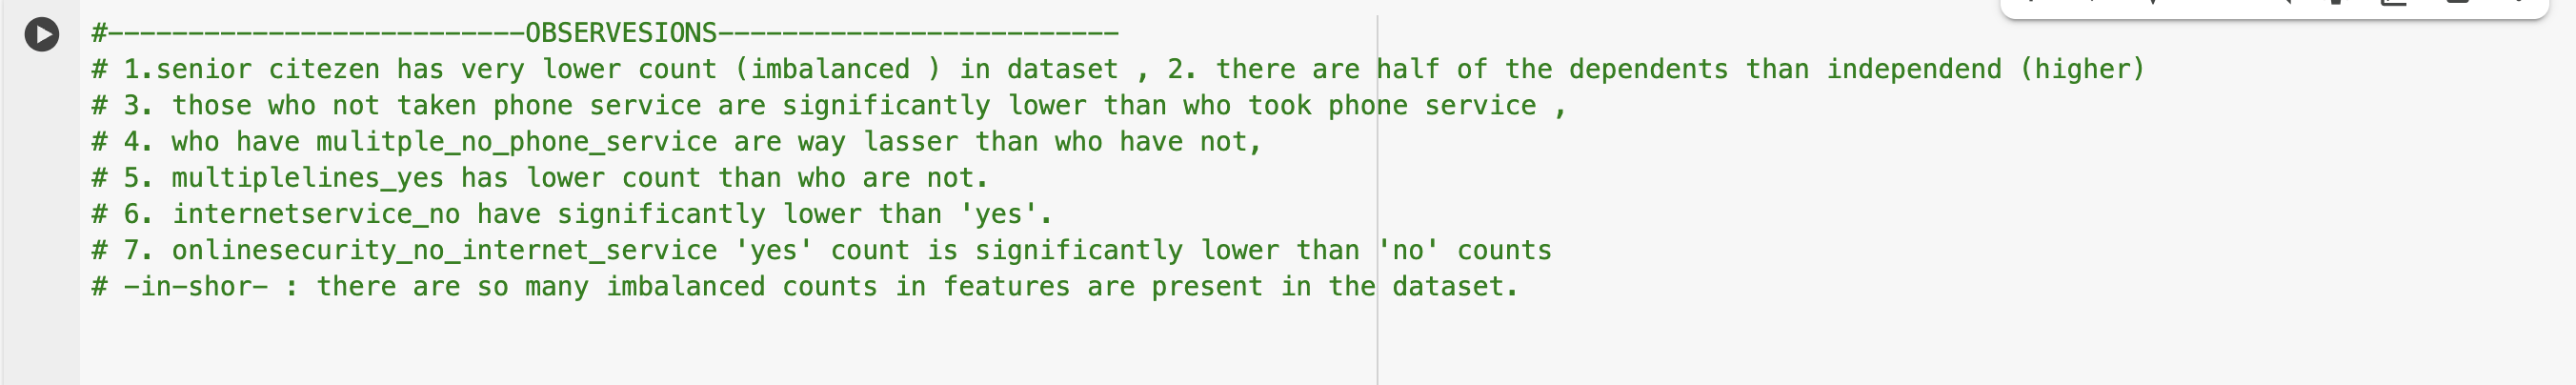 #--------------------------OBSERVESIONS-------------------------
# 1.senior citezen has very lower count (imbalanced ) in dataset , 2. there are half of the dependents than independend (higher)
# 3. those who not taken phone service are significantly lower than who took phone service ,
# 4. who have mulitple_no_phone_service are way lasser than who have not,
# 5. multiplelines_yes has lower count than who are not.
# 6. internetservice_no have significantly lower than 'yes'.
# 7. onlinesecurity_no_internet_service 'yes' count is significantly lower than 'no' counts
# -in-shor- : there are so many imbalanced counts in features are present in the dataset.